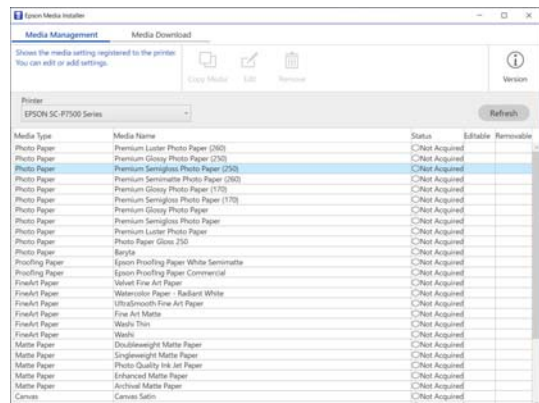 Epson Media Installer
Media Management Media Download
Shows the media setting registered to the printer.
You can edit or add settings.
Copy Media Edit Remove Version
Printer
EPSON SC-P7500 Series Refresh
Media Type Media Name Status Editable Removable
Photo Paper Premium Luster Photo Paper (260) Not Acquired
Photo Paper Premium Glossy Photo Paper (250) Not Acquired
Photo Paper Premium Semigloss Photo Paper (250) Not Acquired
Photo Paper Premium Semimatte Photo Paper (260) Not Acquired
Photo Paper Premium Glossy Photo Paper (170) Not Acquired
Photo Paper Premium Semigloss Photo Paper (170) Not Acquired
Photo Paper Premium Glossy Photo Paper Not Acquired
Photo Paper Premium Semigloss Photo Paper Not Acquired
Photo Paper Premium Luster Photo Paper Not Acquired
Photo Paper Photo Paper Gloss 250 Not Acquired
Photo Paper Baryta Not Acquired
Proofing Paper Epson Proofing Paper White Semimatte Not Acquired
Proofing Paper Epson Proofing Paper Commercial Not Acquired
FineArt Paper Velvet Fine Art Paper Not Acquired
FineArt Paper Watercolor Paper - Radiant White Not Acquired
FineArt Paper UltraSmooth Fine Art Paper Not Acquired
FineArt Paper Fine Art Matte Not Acquired
FineArt Paper Washi Thin Not Acquired
FineArt Paper Washi Not Acquired
Matte Paper Doubleweight Matte Paper Not Acquired
Matte Paper Singleweight Matte Paper Not Acquired
Matte Paper Photo Quality Ink Jet Paper Not Acquired
Matte Paper Enhanced Matte Paper Not Acquired
Matte Paper Archival Matte Paper Not Acquired
Canvas Canvas Satin Not Acquired